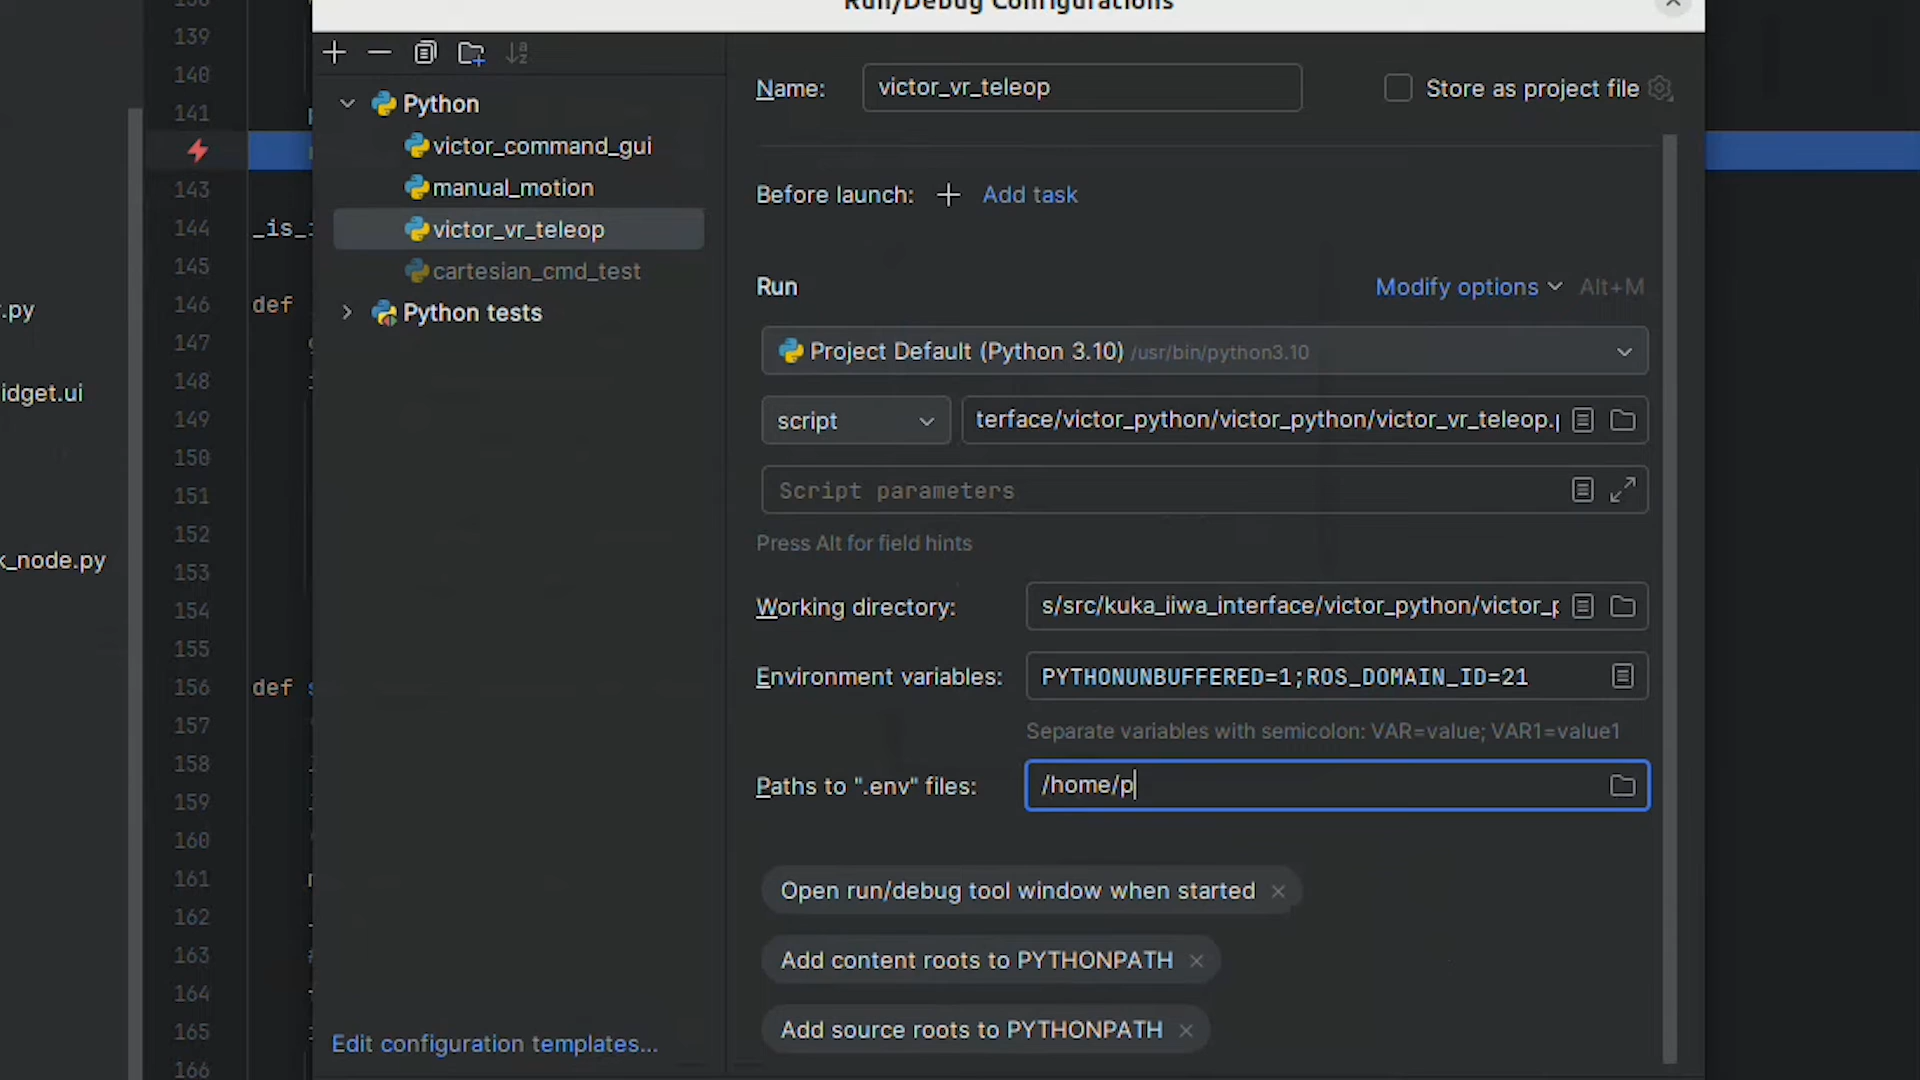 Run/Debug Configurations
139
140
141
143
144
_is_
145
146
def
147
148
149
150
151
152
153
154
155
156
def
157
158
159
160
161
162
163
#
164
165
166
.py
idget.ui
k_node.py
Python
victor_command_gui
manual_motion
victor_vr_teleop
cartesian_cmd_test
Python tests
Edit configuration templates...
Name: victor_vr_teleop Store as project file
Before launch: + Add task
Run Modify options Alt+M
Project Default (Python 3.10) /usr/bin/python3.10
script terface/victor_python/victor_python/victor_vr_teleop.
Script parameters
Press Alt for field hints
Working directory: s/src/kuka_iiwa_interface/victor_python/victor_p
Environment variables: PYTHONUNBUFFERED=1;ROS_DOMAIN_ID=21
Separate variables with semicolon: VAR=value; VAR1=value1
Paths to ".env" files: /home/p
Open run/debug tool window when started ×
Add content roots to PYTHONPATH ×
Add source roots to PYTHONPATH ×